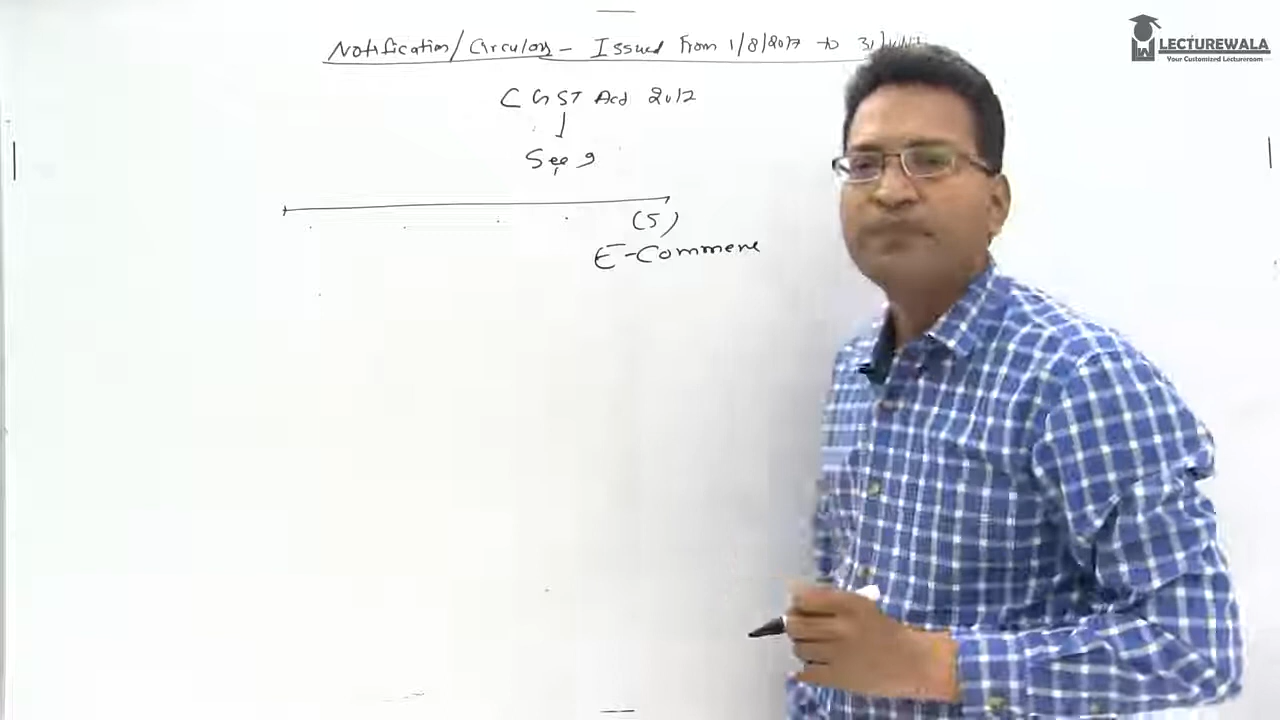 Notification/Circulars - Issued From 1/8/2017 to
CGST Act 2017
Sec 9
(5)
E-Commerce
LECTUREWALA
Your Customized Lectureroom